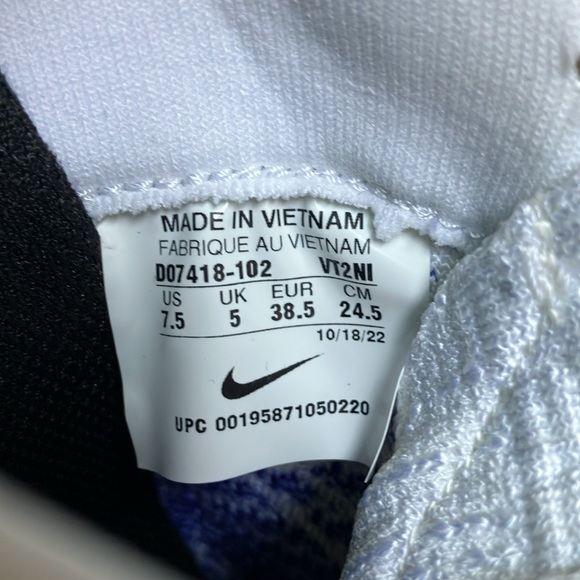 MADE IN VIETNAM
FABRIQUE AU VIETNAM
DO7418-102 VT2NI
US UK EUR CM
7.5 5 38.5 24.5
10/18/22
UPC 00195871050220